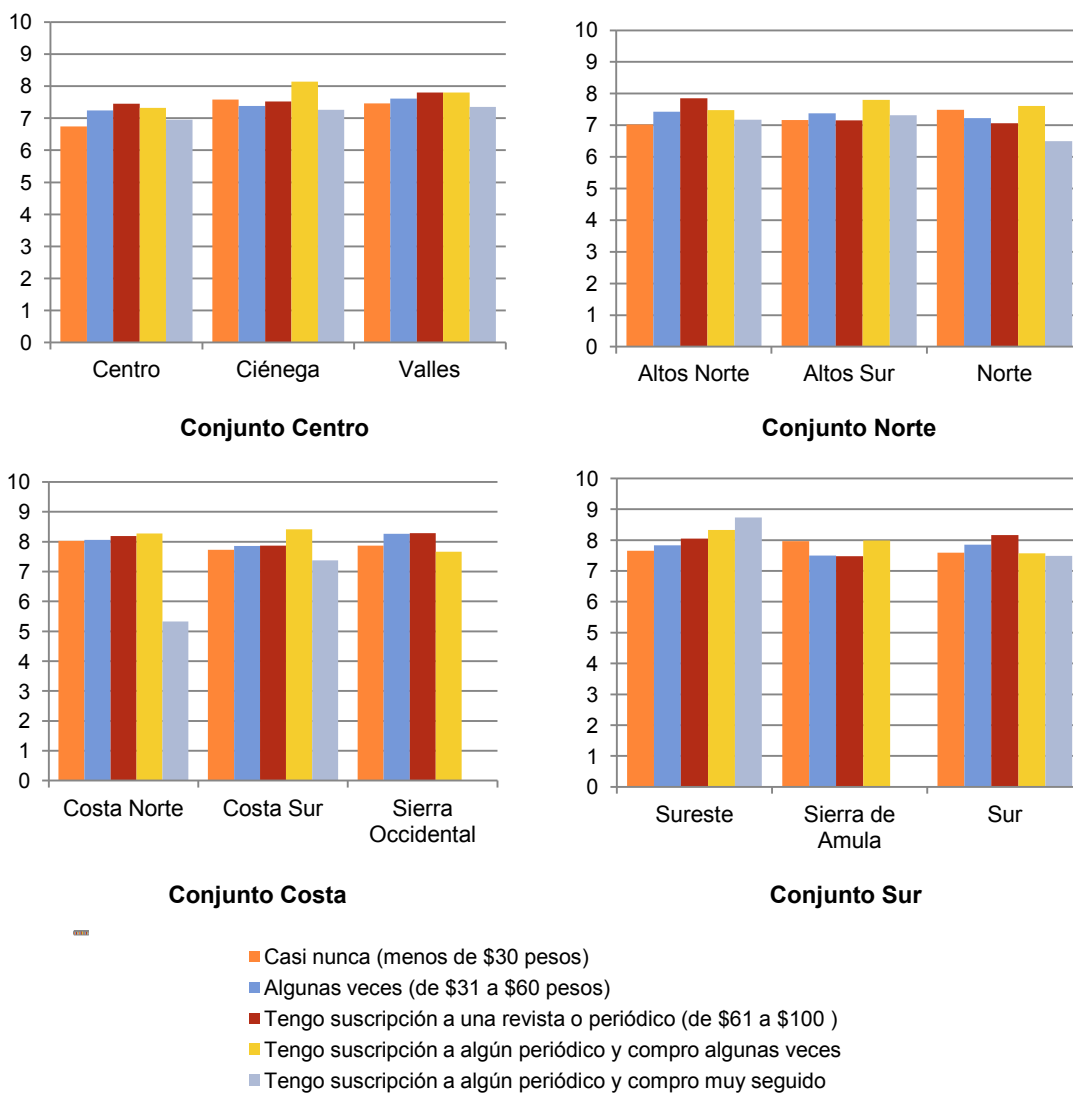 10
9
8
7
6
5
4
3
2
1
0
Centro
Ciénega
Valles
Conjunto Centro
10
9
8
7
6
5
4
3
2
1
0
Altos Norte
Altos Sur
Norte
Conjunto Norte
10
9
8
7
6
5
4
3
2
1
0
Costa Norte
Costa Sur
Sierra
Occidental
Conjunto Costa
10
9
8
7
6
5
4
3
2
1
0
Sureste
Sierra de
Amula
Sur
Conjunto Sur
Casi nunca (menos de $30 pesos)
Algunas veces (de $31 a $60 pesos)
Tengo suscripción a una revista o periódico (de $61 a $100 )
Tengo suscripción a algún periódico y compro algunas veces
Tengo suscripción a algún periódico y compro muy seguido